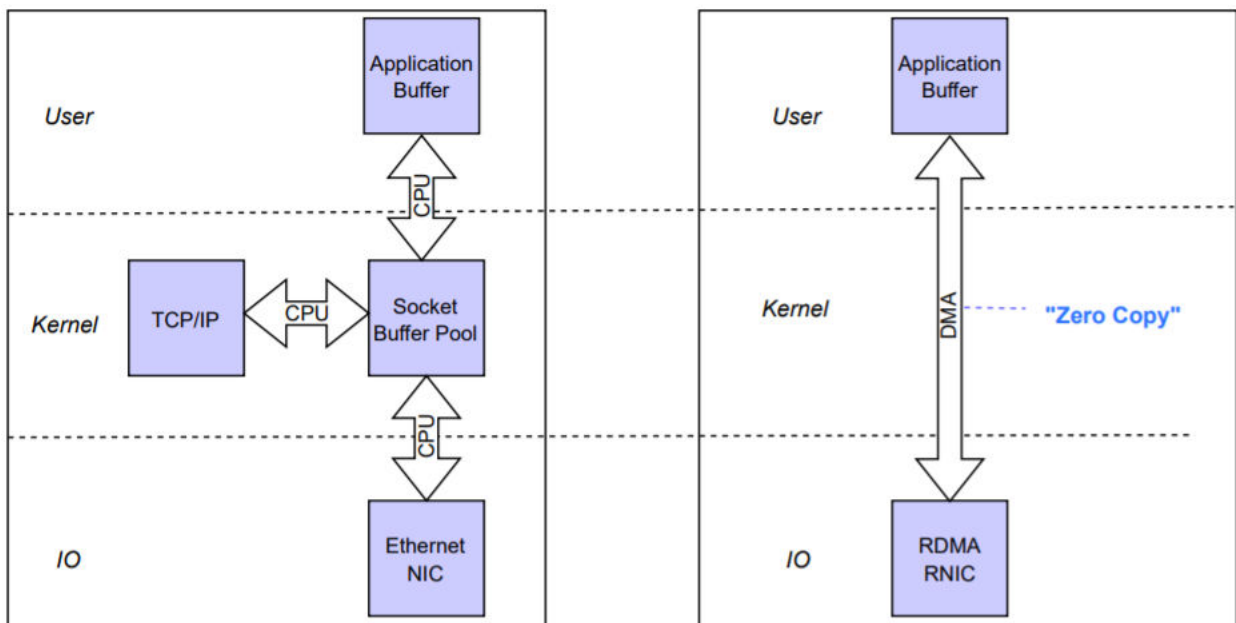 Application
Buffer
User
CPU
TCP/IP
CPU
Socket
Buffer Pool
Kernel
CPU
Ethernet
NIC
IO
Application
Buffer
User
Kernel
DMA
"Zero Copy"
RDMA
RNIC
IO